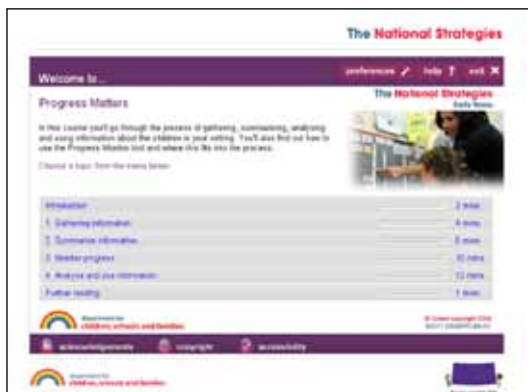 The National Strategies
Welcome to...
preferences
help ?
exit X
Progress Matters
The National Strategies
Early Years
In this course you'll go through the process of gathering, summarising, analysing
and using information about the children in your setting. You'll also find out how to
use the Progress Monitor tool and where this fits into the process.
Choose a topic from the menu below.
Introduction 2 mins
1. Gathering information 4 mins
2. Summarise information 6 mins
3. Monitor progress 10 mins
4. Analyse and use information 12 mins
Further reading 1 mins
department for
children, schools and families
© Crown copyright
acknowledgements
copyright
accessibility
department for
children, schools and families